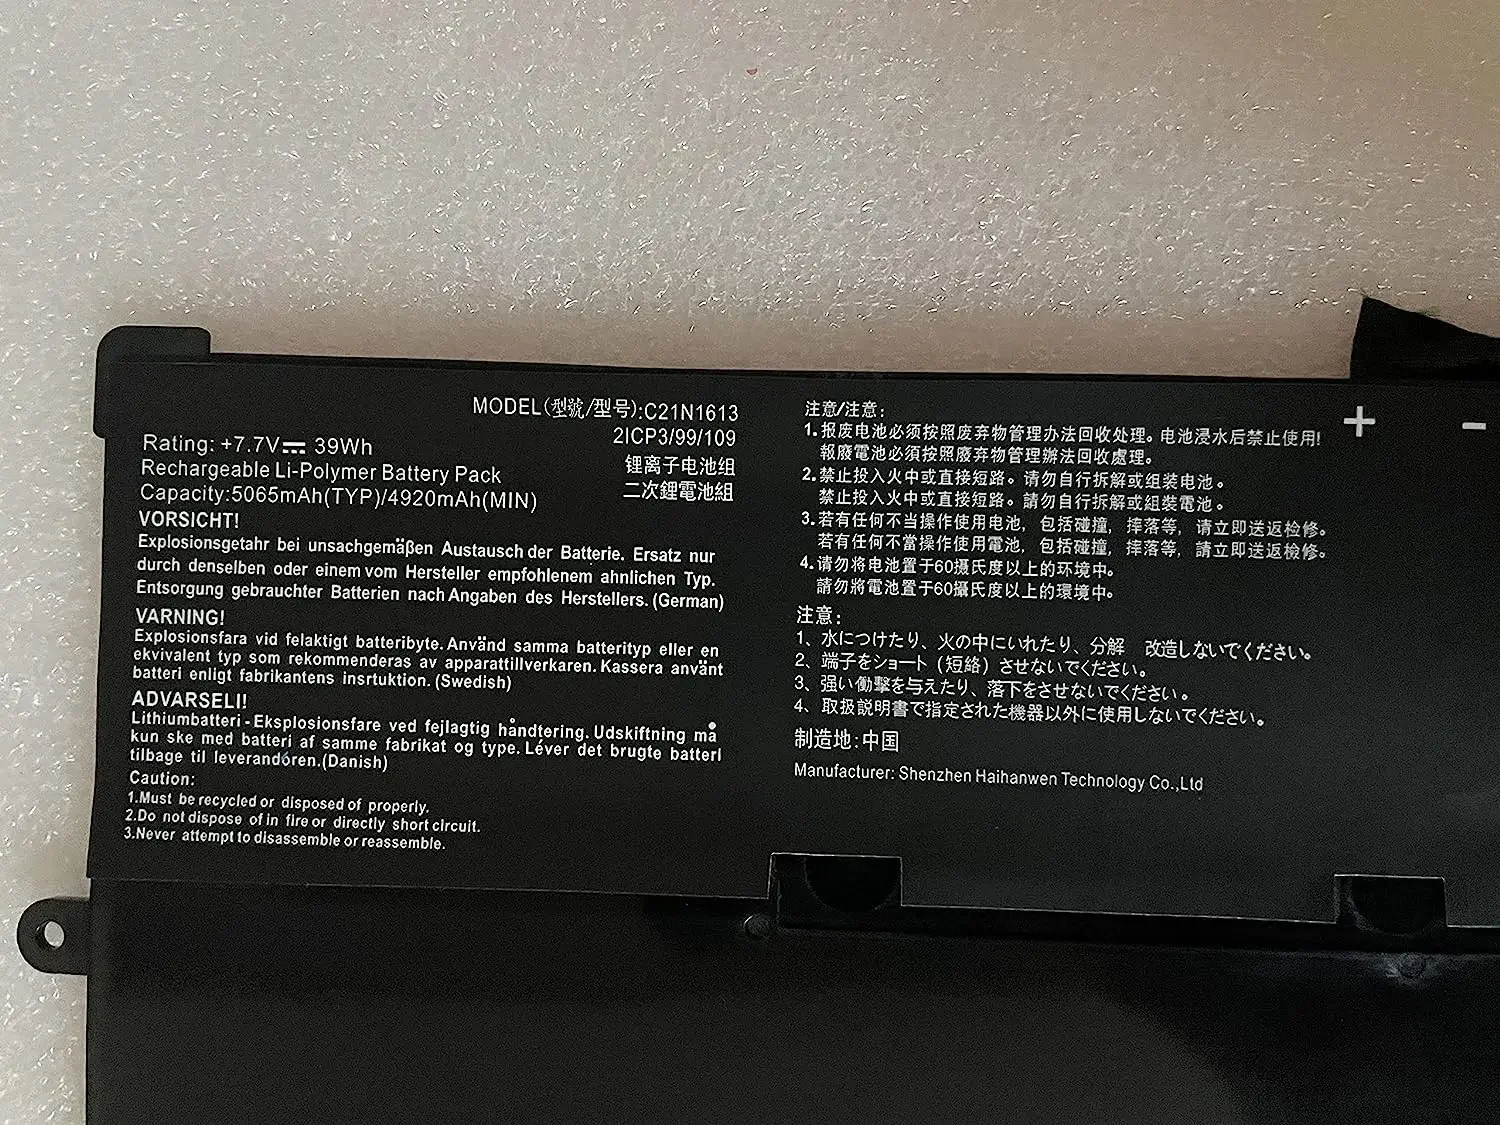 MODEL(型號/型号):C21N1613
2ICP3/99/109
Rating: +7.7V 39Wh
锂离子电池组
Rechargeable Li-Polymer Battery Pack
二次鋰電池組
Capacity:5065mAh(TYP)/4920mAh(MIN)
VORSICHT!
Explosionsgetahr bei unsachgemäßen Austausch der Batterie. Ersatz nur
durch denselben oder einem vom Hersteller empfohlenem ahnlichen Typ.
Entsorgung gebrauchter Batterien nach Angaben des Herstellers. (German)
VARNING!
Explosionsfara vid felaktigt batteribyte. Använd samma batterityp eller en
ekvivalent typ som rekommenderas av apparattillverkaren. Kassera använt
batteri enligt fabrikantens insrtuktion. (Swedish)
ADVARSELI!
Lithiumbatteri - Eksplosionsfare ved fejlagtig håndtering. Udskiftning må
kun ske med batteri af samme fabrikat og type. Léver det brugte batterl
tilbage til leverandóren.(Danish)
Caution:
1.Must be recycled or disposed of properly.
2.Do not dispose of in fire or directly short clrcuit.
3.Never attempt to disassemble or reassemble.
注意/注意:
1.报废电池必须按照废弃物管理办法回收处理。电池浸水后禁止使用!
報廢電池必須按照廢弃物管理辦法回收處理。
2.禁止投入火中或直接短路。请勿自行拆解或组装电池。
禁止投入火中或直接短路。請勿自行拆解或組裝電池。
3.若有任何不当操作使用电池, 包括碰撞, 摔落等, 请立即送返检修。
若有任何不當操作使用電池, 包括碰撞, 摔落等, 請立即送返檢修。
4.请勿将电池置于60摄氏度以上的环境中。
請勿將電池置于60攝氏度以上的環境中。
注意:
1、水につけたり、火の中にいれたり、分解 改造しないでください。
2、端子をショート(短絡)させないでください。
3、强い働撃を与えたり、落下をさせないでください。
4、取扱説明書で指定された機器以外に使用しないでください。
制造地:中国
Manufacturer: Shenzhen Haihanwen Technology Co.,Ltd
+ −